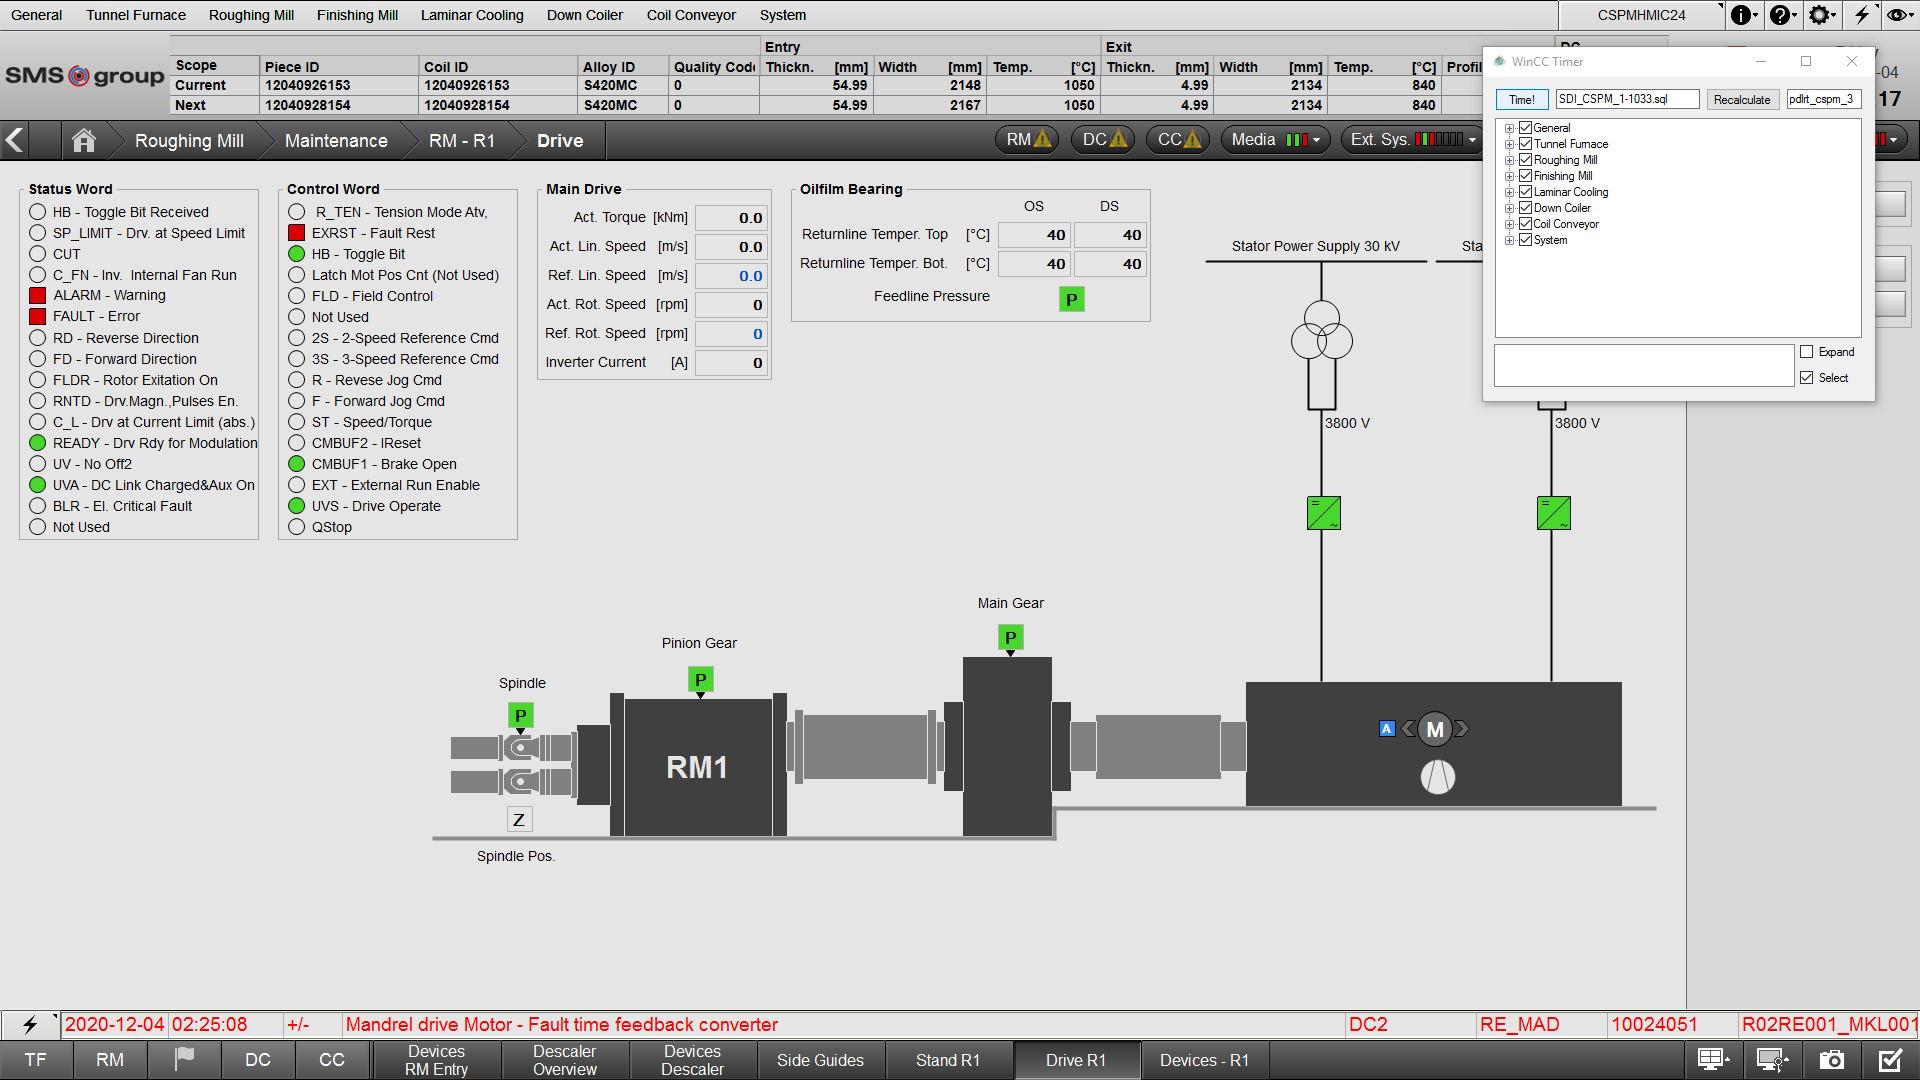 General Tunnel Furnace Roughing Mill Finishing Mill Laminar Cooling Down Coiler Coil Conveyor System CSPMHMIC24
Entry Exit
SMS group
Scope Piece ID Coil ID Alloy ID Quality Code Thickn. [mm] Width [mm] Temp. [°C] Thickn. [mm] Width [mm] Temp. [°C] Profil
Current 12040926153 12040926153 S420MC 0 54.99 2148 1050 4.99 2134 840
Next 12040928154 12040928154 S420MC 0 54.99 2167 1050 4.99 2134 840
-04
17
Roughing Mill Maintenance RM - R1 Drive RM DC CC Media Ext. Sys.
WinCC Timer
Time! SDI_CSPM_1-1033.sql Recalculate pdlrt_cspm_3
General
Tunnel Furnace
Roughing Mill
Finishing Mill
Laminar Cooling
Down Coiler
Coil Conveyor
System
Expand
Select
Status Word
HB - Toggle Bit Received
SP_LIMIT - Drv. at Speed Limit
CUT
C_FN - Inv. Internal Fan Run
ALARM - Warning
FAULT - Error
RD - Reverse Direction
FD - Forward Direction
FLDR - Rotor Exitation On
RNTD - Drv.Magn.,Pulses En.
C_L - Drv at Current Limit (abs.)
READY - Drv Rdy for Modulation
UV - No Off2
UVA - DC Link Charged&Aux On
BLR - El. Critical Fault
Not Used
Control Word
R_TEN - Tension Mode Atv,
EXRST - Fault Rest
HB - Toggle Bit
Latch Mot Pos Cnt (Not Used)
FLD - Field Control
Not Used
2S - 2-Speed Reference Cmd
3S - 3-Speed Reference Cmd
R - Revese Jog Cmd
F - Forward Jog Cmd
ST - Speed/Torque
CMBUF2 - IReset
CMBUF1 - Brake Open
EXT - External Run Enable
UVS - Drive Operate
QStop
Main Drive
Act. Torque [kNm] 0.0
Act. Lin. Speed [m/s] 0.0
Ref. Lin. Speed [m/s] 0.0
Act. Rot. Speed [rpm] 0
Ref. Rot. Speed [rpm] 0
Inverter Current [A] 0
Oilfilm Bearing
OS DS
Returnline Temper. Top [°C] 40 40
Returnline Temper. Bot. [°C] 40 40
Feedline Pressure P
Stator Power Supply 30 kV Sta
3800 V 3800 V
= ~ = ~
Main Gear
P
Pinion Gear
P
Spindle
P
RM1
A M
Z
Spindle Pos.
2020-12-04 02:25:08 +/- Mandrel drive Motor - Fault time feedback converter DC2 RE_MAD 10024051 R02RE001_MKL001
TF RM DC CC Devices RM Entry Descaler Overview Devices Descaler Side Guides Stand R1 Drive R1 Devices - R1